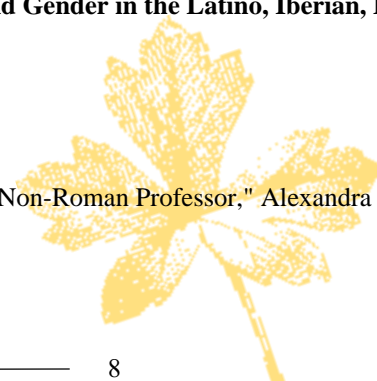 Gender in the Latino, Iberian,
Non-Roman Professor," Alexandra
8